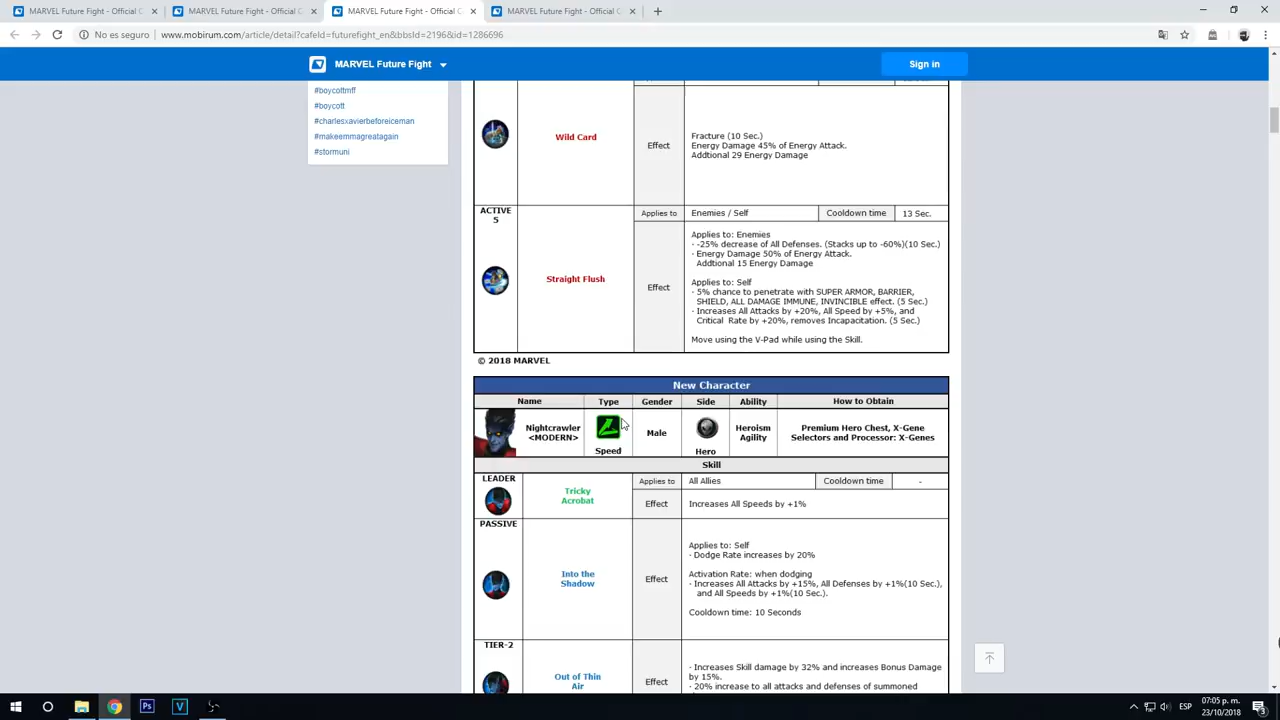 MARVEL Future Fight - Official C
MARVEL Future Fight - Official C
MARVEL Future Fight - Official C
MARVEL Future Fight - Official C
No es seguro
www.mobirum.com/article/detail?cafeId=futurefight_en&bbsId=2196&id=1286696
MARVEL Future Fight
Sign in
#boycottmff
#boycott
#charlesxavierbeforeiceman
#makeemmagreatagain
#stormuni
Wild Card
Effect
Fracture (10 Sec.)
Energy Damage 45% of Energy Attack.
Addtional 29 Energy Damage
ACTIVE
5
Straight Flush
Applies to
Enemies / Self
Cooldown time
13 Sec.
Effect
Applies to: Enemies
- -25% decrease of All Defenses. (Stacks up to -60%)(10 Sec.)
- Energy Damage 50% of Energy Attack.
Addtional 15 Energy Damage
Applies to: Self
- 5% chance to penetrate with SUPER ARMOR, BARRIER,
SHIELD, ALL DAMAGE IMMUNE, INVINCIBLE effect. (5 Sec.)
- Increases All Attacks by +20%, All Speed by +5%, and
Critical Rate by +20%, removes Incapacitation. (5 Sec.)
Move using the V-Pad while using the Skill.
© 2018 MARVEL
New Character
Name
Type
Gender
Side
Ability
How to Obtain
Nightcrawler
<MODERN>
Speed
Male
Hero
Heroism
Agility
Premium Hero Chest, X-Gene
Selectors and Processor: X-Genes
Skill
LEADER
Tricky
Acrobat
Applies to
All Allies
Cooldown time
-
Effect
Increases All Speeds by +1%
PASSIVE
Into the
Shadow
Effect
Applies to: Self
- Dodge Rate increases by 20%
Activation Rate: when dodging
- Increases All Attacks by +15%, All Defenses by +1%(10 Sec.),
and All Speeds by +1%(10 Sec.).
Cooldown time: 10 Seconds
TIER-2
Out of Thin
Air
Effect
- Increases Skill damage by 32% and increases Bonus Damage
by 15%.
- 20% increase to all attacks and defenses of summoned
ESP
07:05 p. m.
23/10/2018
3